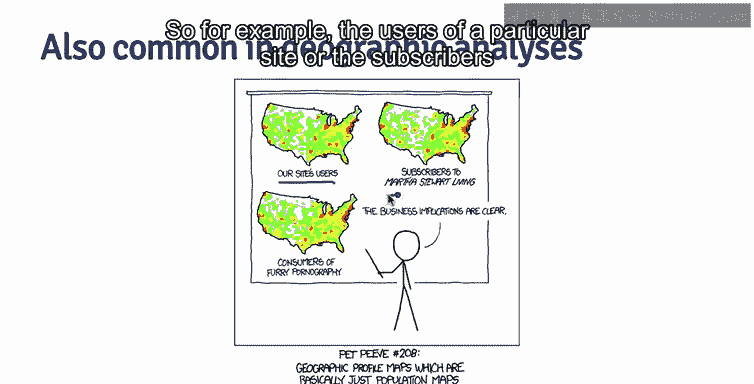 So for example, the users of a particular
site or the subscribers
Also common in geographic analyses
OUR SITE'S USERS
SUBSCRIBERS TO
MARTHA STEWART LIVING
THE BUSINESS IMPLICATIONS ARE CLEAR.
CONSUMERS OF
FURRY PORNOGRAPHY
PET PEEVE #208:
GEOGRAPHIC PROFILE MAPS WHICH ARE
BASICALLY JUST POPULATION MAPS